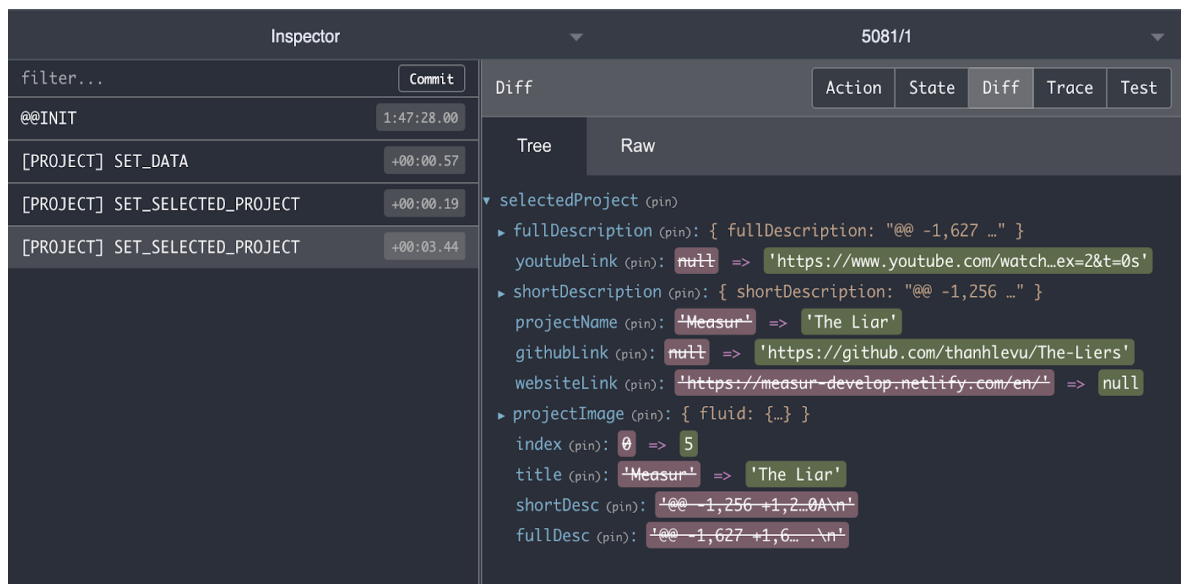 Inspector
5081/1
filter...
Commit
@@INIT
1:47:28.00
[PROJECT] SET_DATA
+00:00.57
[PROJECT] SET_SELECTED_PROJECT
+00:00.19
[PROJECT] SET_SELECTED_PROJECT
+00:03.44
Diff
Action State Diff Trace Test
Tree Raw
selectedProject (pin)
fullDescription (pin): { fullDescription: "@@ -1,627 …" }
youtubeLink (pin): null => 'https://www.youtube.com/watch…ex=2&t=0s'
shortDescription (pin): { shortDescription: "@@ -1,256 …" }
projectName (pin): 'Measur' => 'The Liar'
githubLink (pin): null => 'https://github.com/thanhlevu/The-Liers'
websiteLink (pin): 'https://measur-develop.netlify.com/en/' => null
projectImage (pin): { fluid: {…} }
index (pin): 0 => 5
title (pin): 'Measur' => 'The Liar'
shortDesc (pin): '@@ -1,256 +1,2…0A\n'
fullDesc (pin): '@@ -1,627 +1,6… .\n'